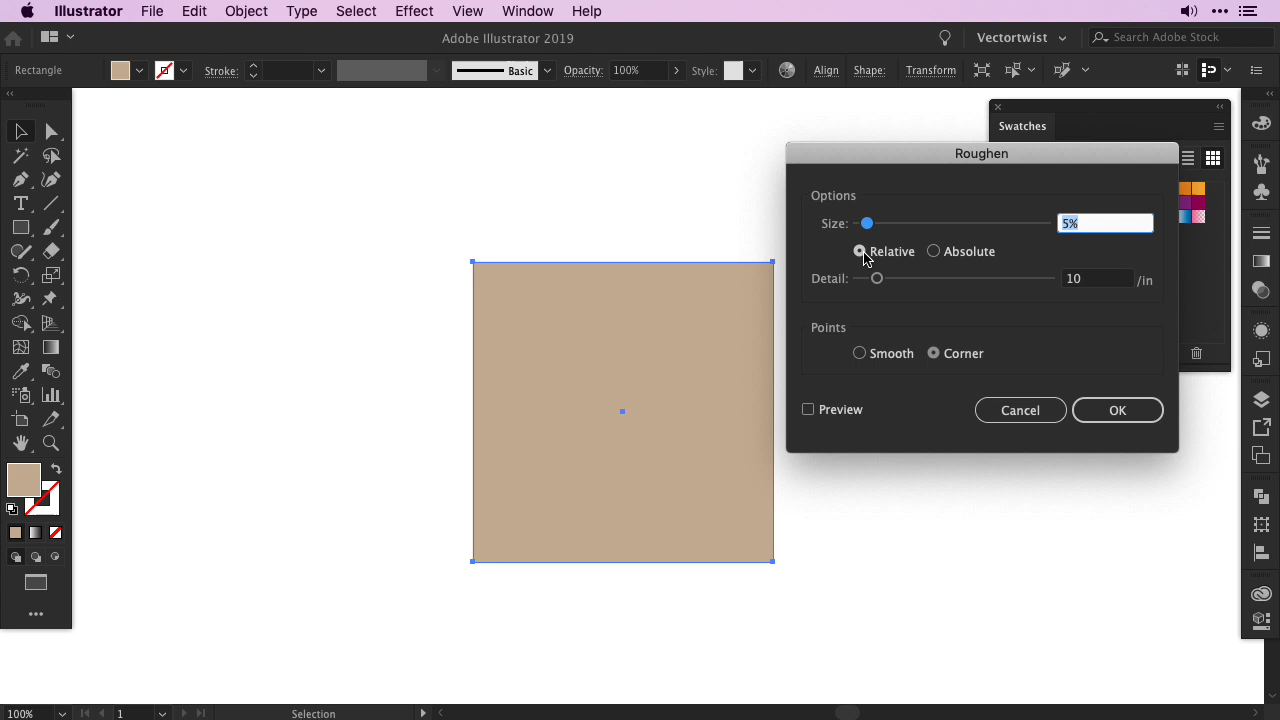 Illustrator File Edit Object Type Select Effect View Window Help
Adobe Illustrator 2019
Vectortwist
Search Adobe Stock
Rectangle
Stroke:
Basic
Opacity: 100%
Style:
Align
Shape:
Transform
Swatches
Roughen
Options
Size: 5%
Relative Absolute
Detail: 10 /in
Points
Smooth Corner
Preview
Cancel OK
100% 1 Selection